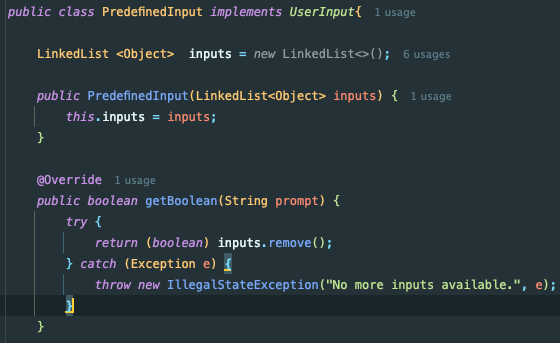 public class PredefinedInput implements UserInput{ 1 usage
LinkedList <Object> inputs = new LinkedList<>(); 6 usages
public PredefinedInput(LinkedList<Object> inputs) { 1 usage
this.inputs = inputs;
}
@Override 1 usage
public boolean getBoolean(String prompt) {
try {
return (boolean) inputs.remove();
} catch (Exception e) {
throw new IllegalStateException("No more inputs available.", e);
}
}